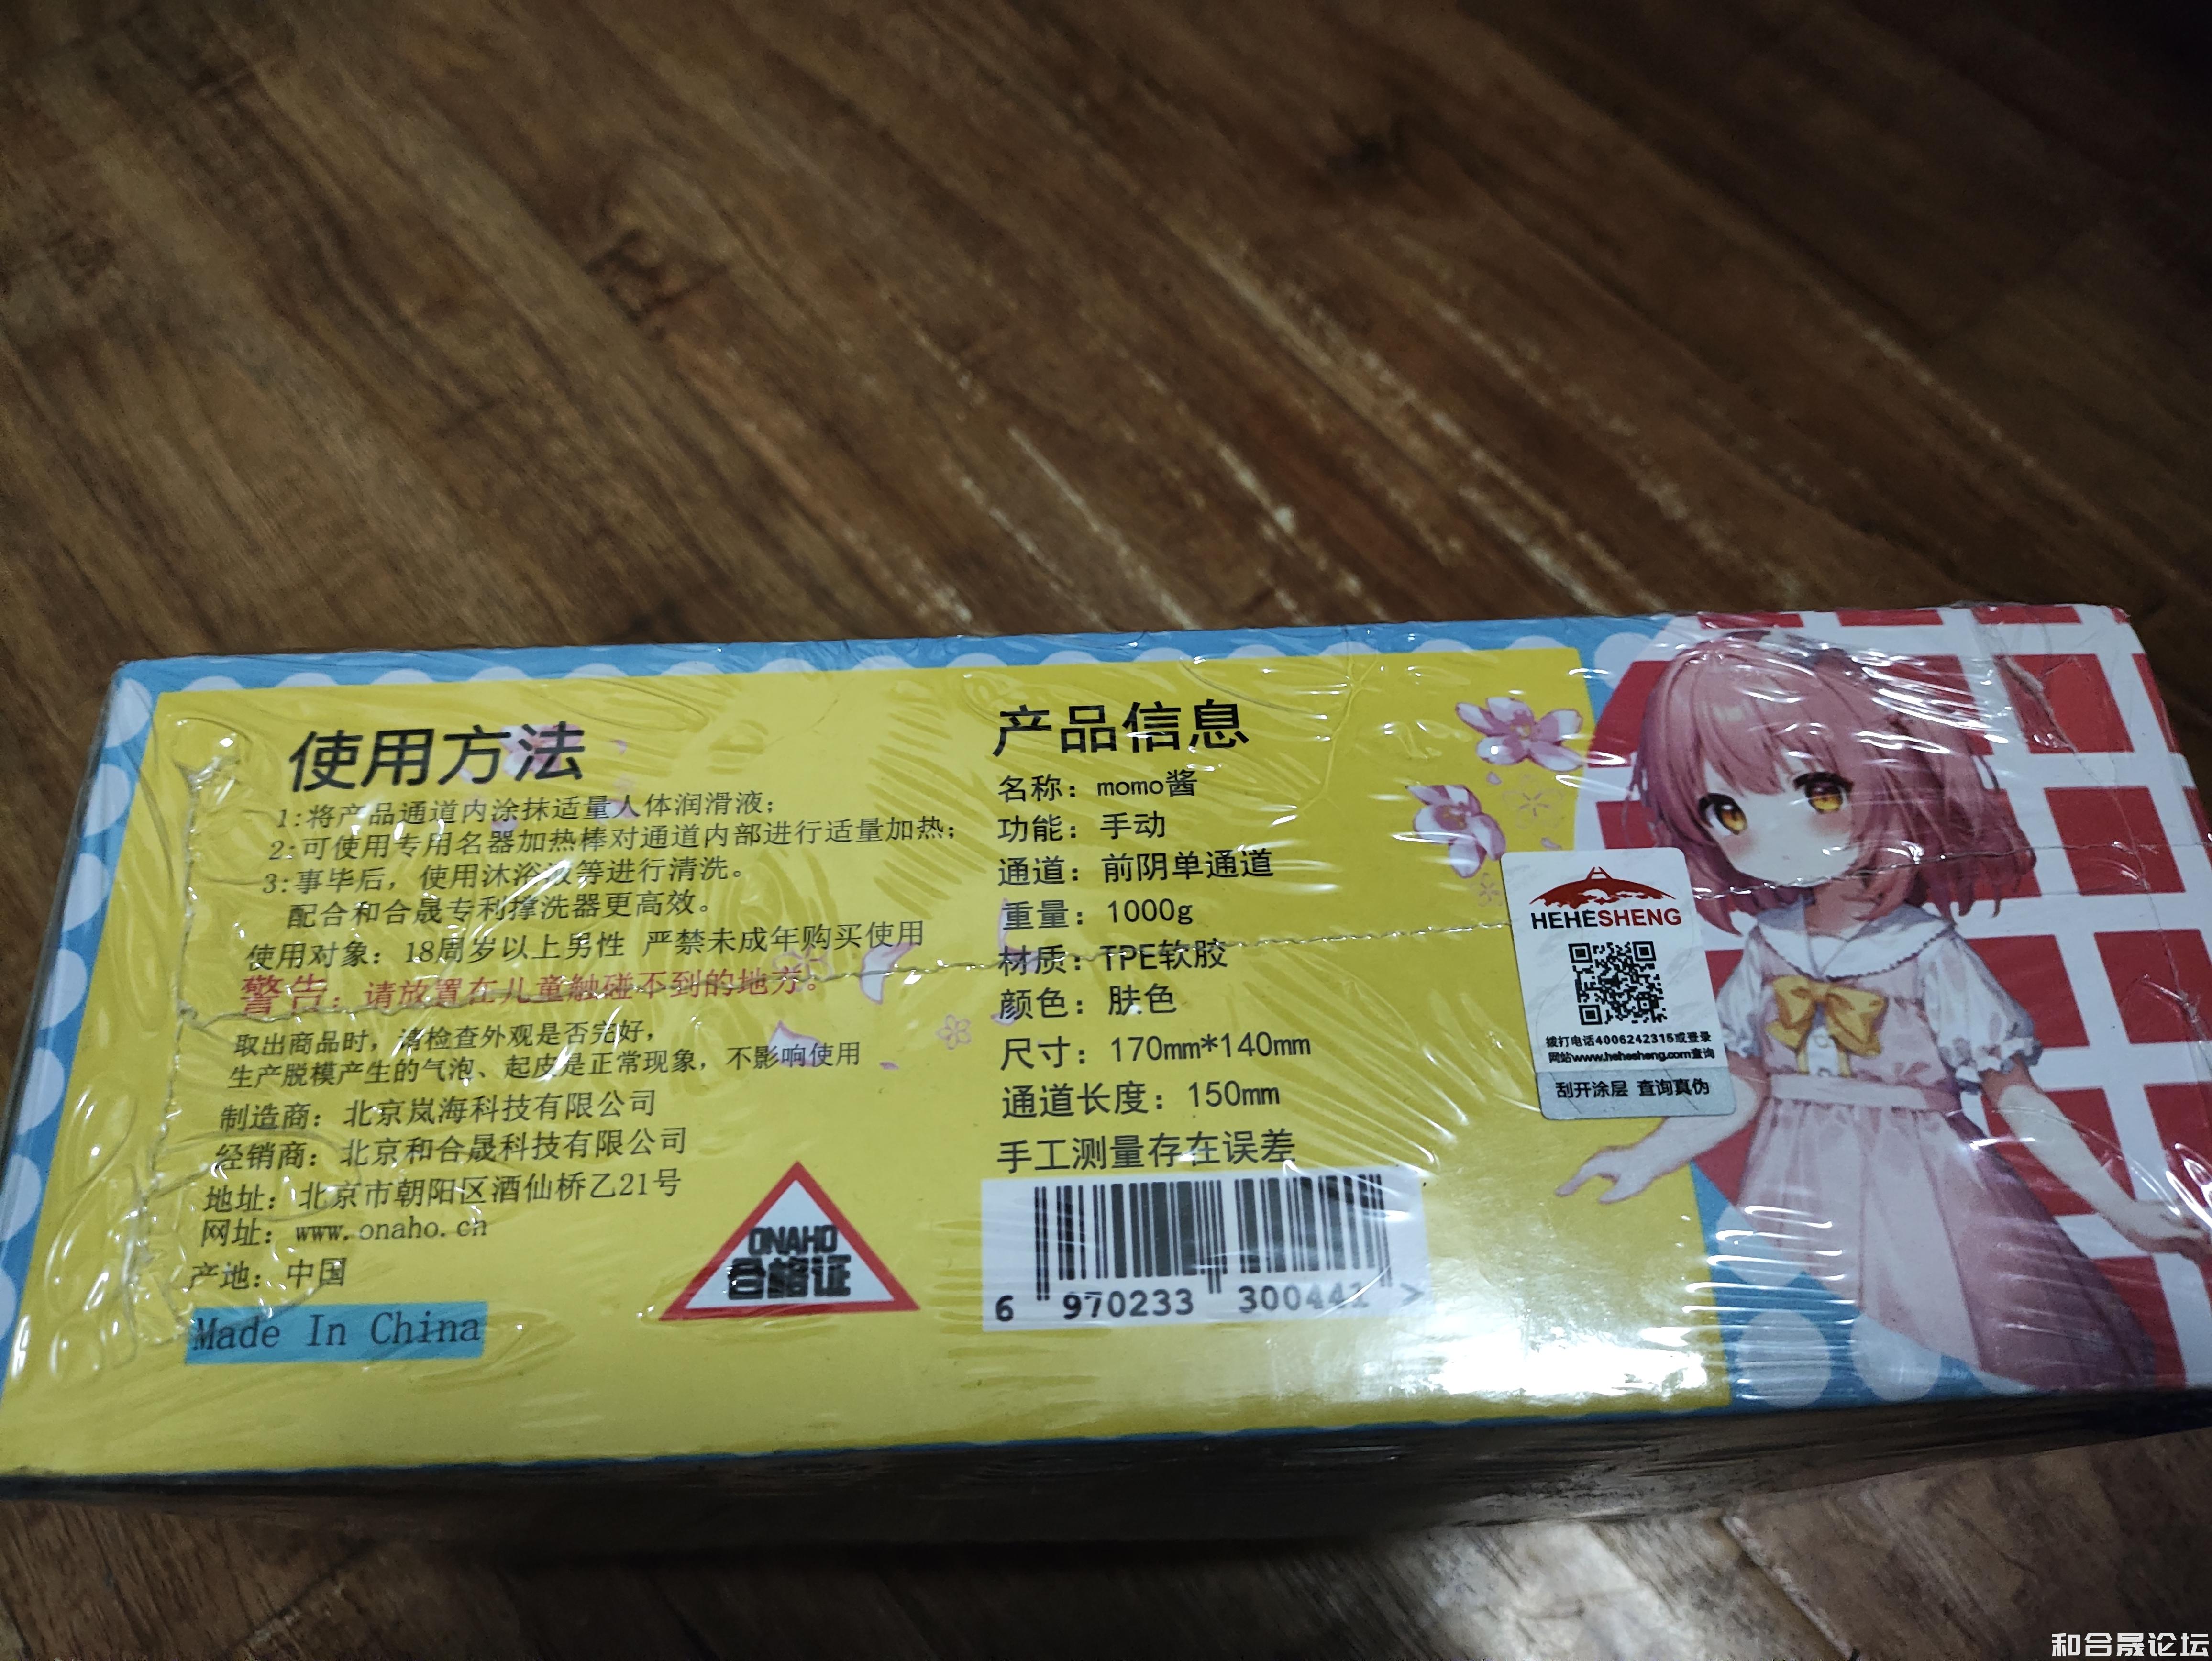 使用方法
1:将产品通道内涂抹适量人体润滑液；
2:可使用专用名器加热棒对通道内部进行适量加热；
3:事毕后，使用沐浴液等进行清洗。
配合和合晟专利撑洗器更高效。
使用对象：18周岁以上男性 严禁未成年购买使用
警告：请放置在儿童触碰不到的地方。
取出商品时，请检查外观是否完好，
生产脱模产生的气泡、起皮是正常现象，不影响使用
制造商：北京岚海科技有限公司
经销商：北京和合晟科技有限公司
地址：北京市朝阳区酒仙桥乙21号
网址：www.onaho.cn
产地：中国
Made In China
ONAHO
合格证
产品信息
名称：momo酱
功能：手动
通道：前阴单通道
重量：1000g
材质：TPE软胶
颜色：肤色
尺寸：170mm*140mm
通道长度：150mm
手工测量存在误差
6 970233 300441 >
HEHESHENG
拨打电话4006242315或登录
网站www.hehesheng.com查询
刮开涂层 查询真伪
和合晟论坛